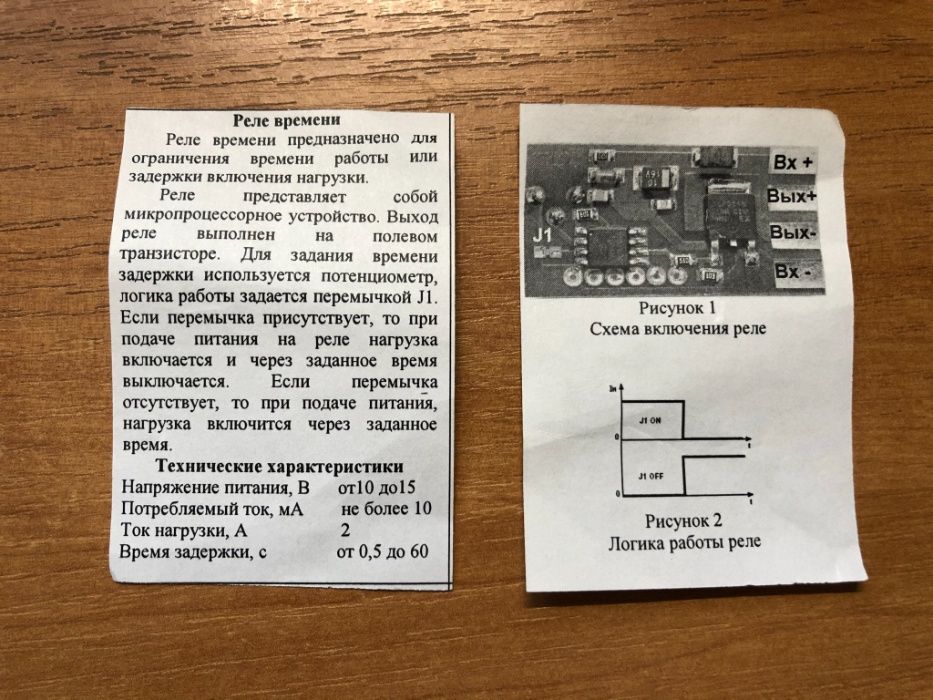 Реле времени
Реле времени предназначено для
ограничения времени работы или
задержки включения нагрузки.
Реле представляет собой
микропроцессорное устройство. Выход
реле выполнен на полевом
транзисторе. Для задания времени
задержки используется потенциометр,
логика работы задается перемычкой J1.
Если перемычка присутствует, то при
подаче питания на реле нагрузка
включается и через заданное время
выключается. Если перемычка
отсутствует, то при подаче питания,
нагрузка включится через заданное
время.
Технические характеристики
Напряжение питания, В от10 до15
Потребляемый ток, мА не более 10
Ток нагрузки, А 2
Время задержки, с от 0,5 до 60
Вх +
Вых+
J1
Вых-
Вх -
Рисунок 1
Схема включения реле
Iн
J1 ON
0
t
J1 OFF
0
t
Рисунок 2
Логика работы реле